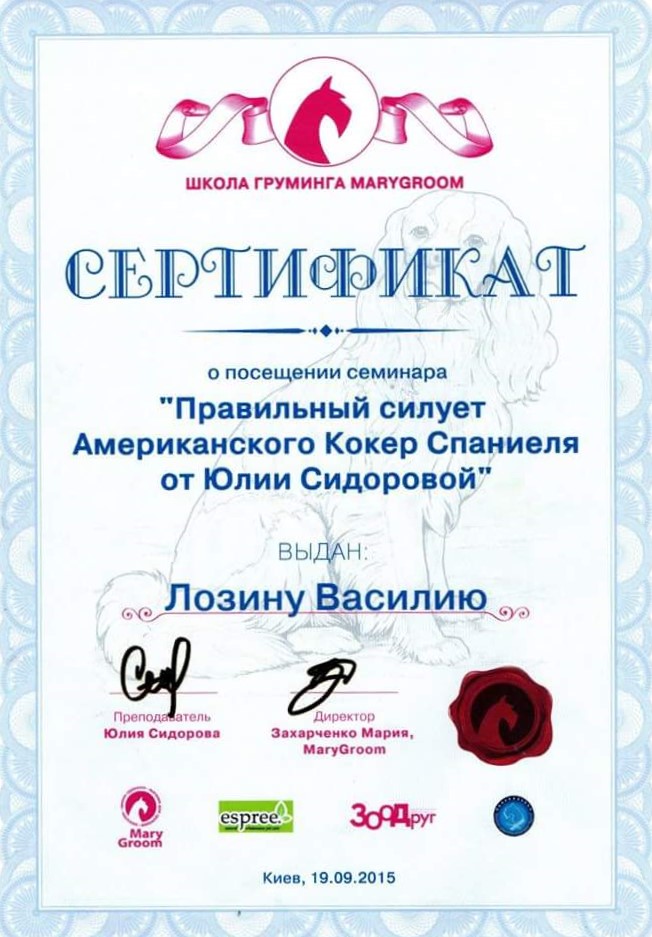 ШКОЛА ГРУМИНГА MARYGROOM
СЕРТИФИКАТ
о посещении семинара
"Правильный силует
Американского Кокер Спаниеля
от Юлии Сидоровой"
ВЫДАН:
Лозину Василию
Преподаватель
Юлия Сидорова
Директор
Захарченко Мария,
MaryGroom
Mary
Groom
espree
ЗооДруг
Киев, 19.09.2015